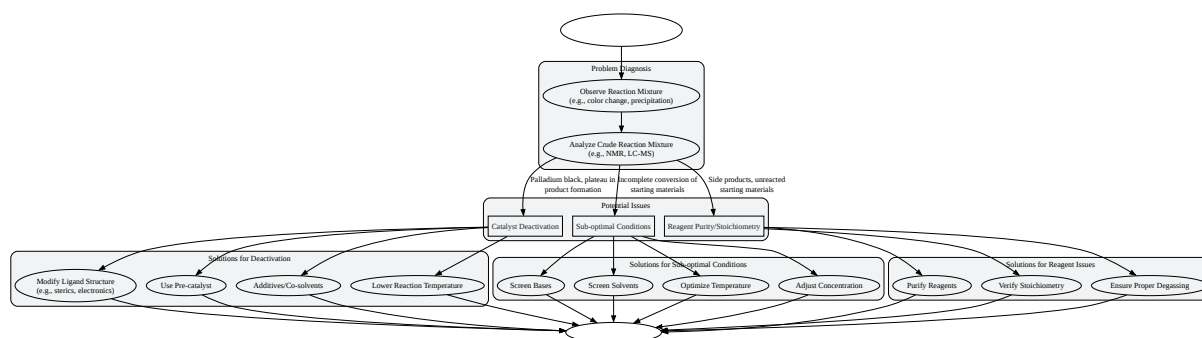 Problem Diagnosis
Observe Reaction Mixture
(e.g., color change, precipitation)
Analyze Crude Reaction Mixture
(e.g., NMR, LC-MS)
Palladium black, plateau in
product formation
Incomplete conversion of
starting materials
Side products, unreacted
starting materials
Potential Issues
Catalyst Deactivation
Sub-optimal Conditions
Reagent Purity/Stoichiometry
Solutions for Deactivation
Solutions for Sub-optimal Conditions
Solutions for Reagent Issues
Modify Ligand Structure
(e.g., sterics, electronics)
Use Pre-catalyst
Additives/Co-solvents
Lower Reaction Temperature
Screen Bases
Screen Solvents
Optimize Temperature
Adjust Concentration
Purify Reagents
Verify Stoichiometry
Ensure Proper Degassing